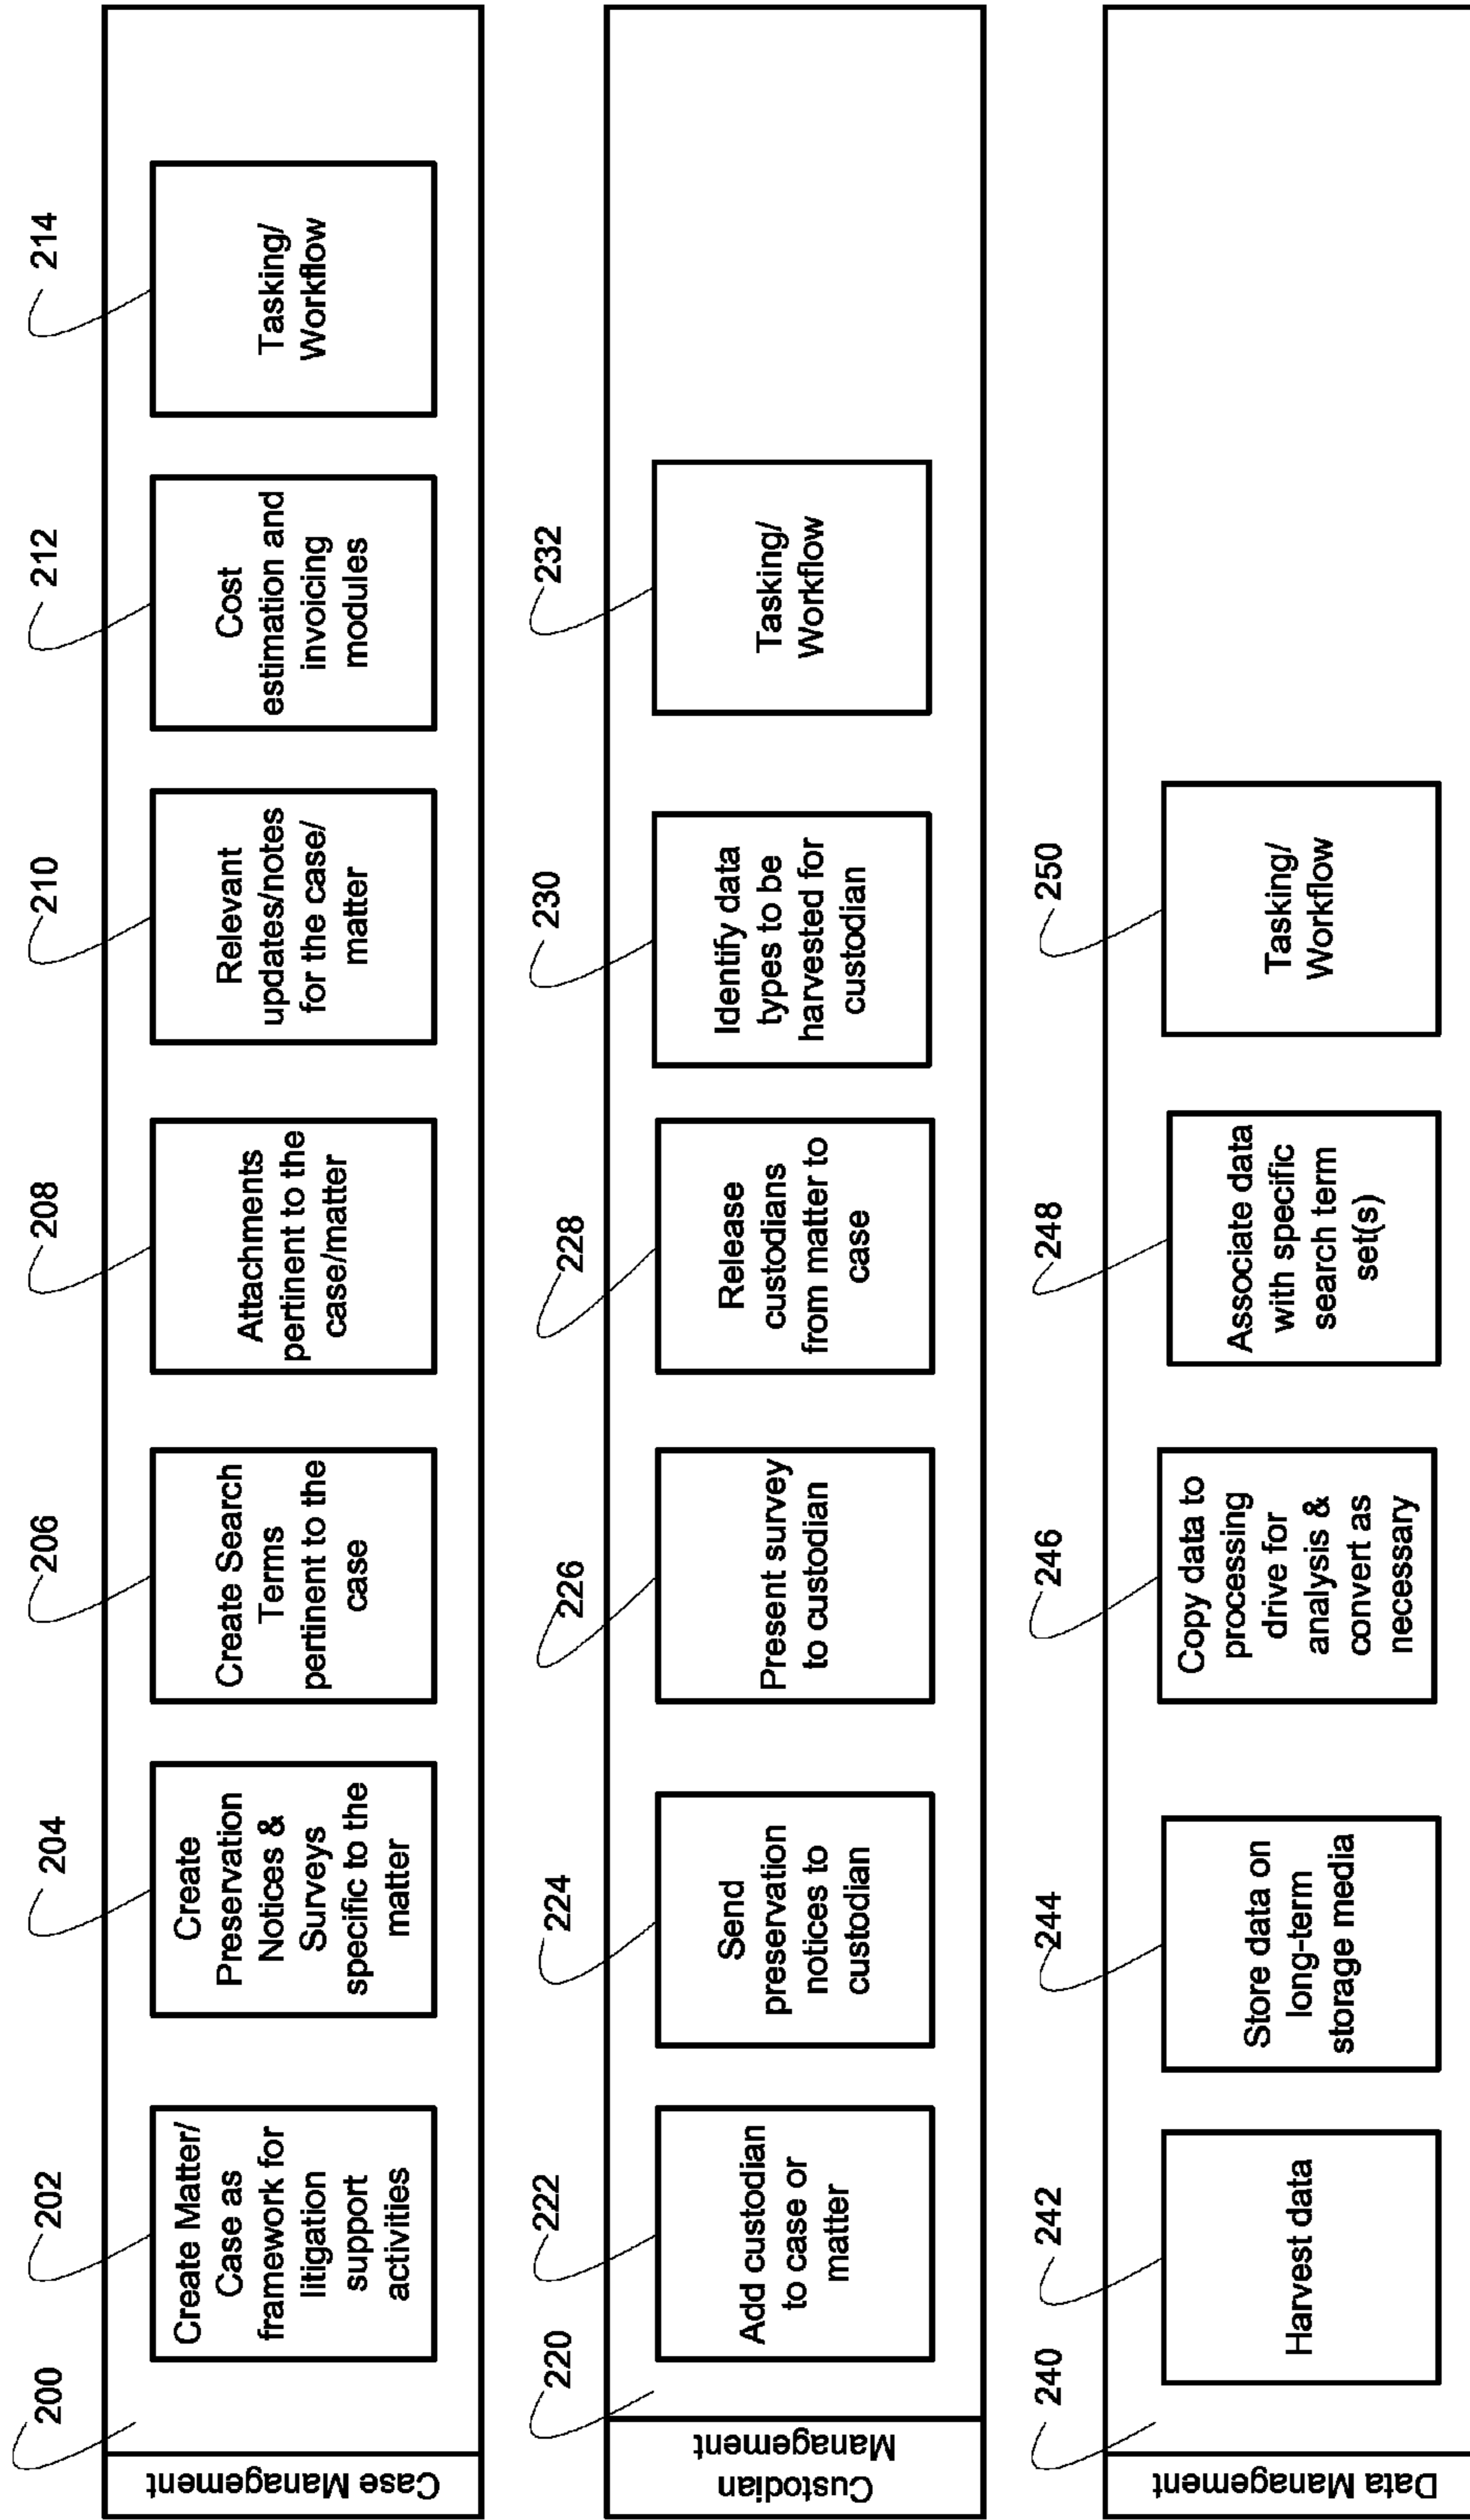 200
202
204
206
208
210
212
214
Case Management
Create Matter/
Case as
framework for
litigation
support
activities
Create
Preservation
Notices &
Surveys
specific to the
matter
Create Search
Terms
pertinent to the
case
Attachments
pertinent to the
case/matter
Relevant
updates/notes
for the case/
matter
Cost
estimation and
invoicing
modules
Tasking/
Workflow
220
222
224
226
228
230
232
Custodian
Management
Add custodian
to case or
matter
Send
preservation
notices to
custodian
Present survey
to custodian
Release
custodians
from matter to
case
Identify data
types to be
harvested for
custodian
Tasking/
Workflow
240
242
244
246
248
250
Data Management
Harvest data
Store data on
long-term
storage media
Copy data to
processing
drive for
analysis &
convert as
necessary
Associate data
with specific
search term
set(s)
Tasking/
Workflow